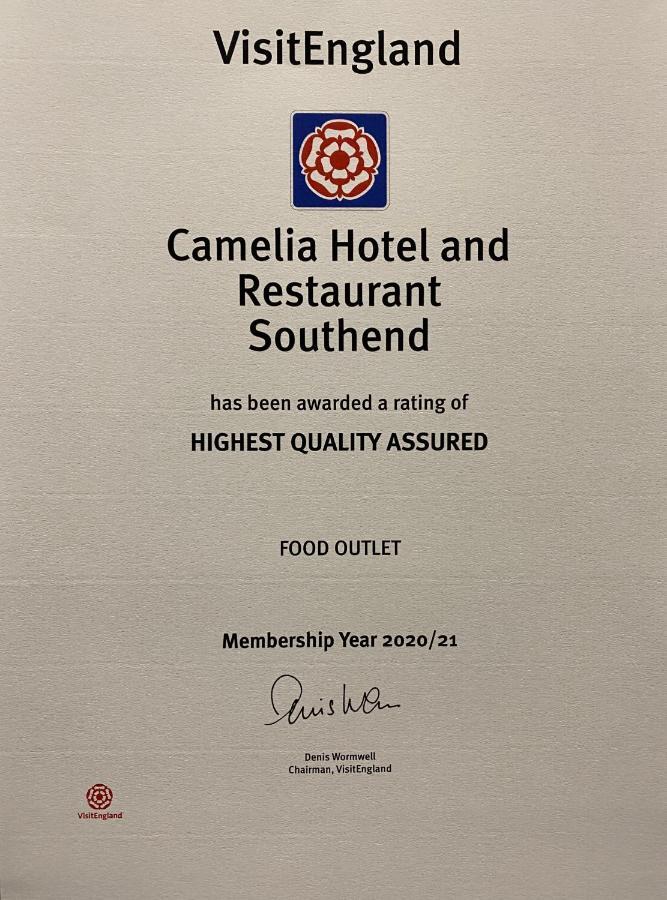 VisitEngland
Camelia Hotel and
Restaurant
Southend
has been awarded a rating of
HIGHEST QUALITY ASSURED
FOOD OUTLET
Membership Year 2020/21
Denis Wormwell
Chairman, VisitEngland
VisitEngland